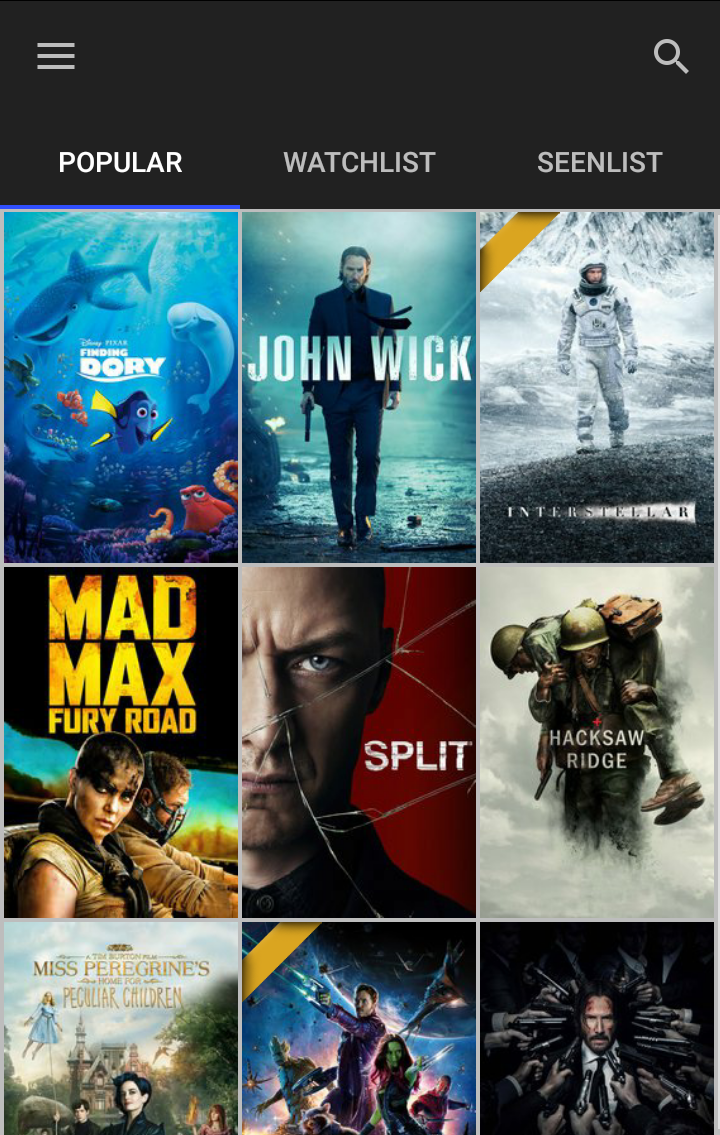 POPULAR WATCHLIST SEENLIST
Disney PIXAR
FINDING
DORY
JOHN WICK
INTERSTELLAR
MAD
MAX
FURY ROAD
SPLIT
HACKSAW
RIDGE
A TIM BURTON FILM
MISS PEREGRINE'S
HOME FOR
PECULIAR CHILDREN